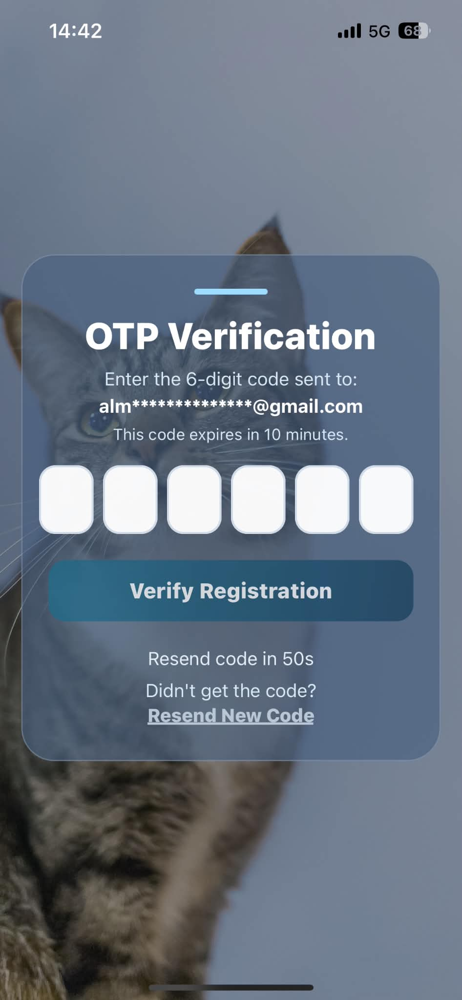 14:42
5G 68
OTP Verification
Enter the 6-digit code sent to:
alm**************@gmail.com
This code expires in 10 minutes.
Verify Registration
Resend code in 50s
Didn't get the code?
Resend New Code